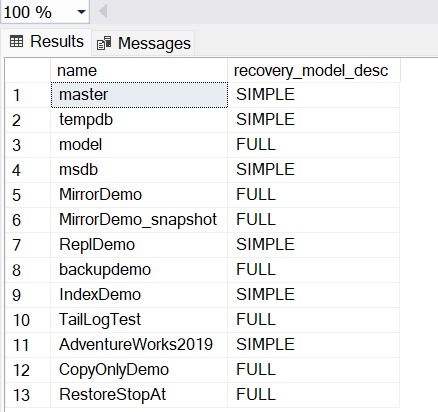 100 %
Results Messages
name recovery_model_desc
1 master SIMPLE
2 tempdb SIMPLE
3 model FULL
4 msdb SIMPLE
5 MirrorDemo FULL
6 MirrorDemo_snapshot FULL
7 ReplDemo SIMPLE
8 backupdemo FULL
9 IndexDemo SIMPLE
10 TailLogTest FULL
11 AdventureWorks2019 SIMPLE
12 CopyOnlyDemo FULL
13 RestoreStopAt FULL